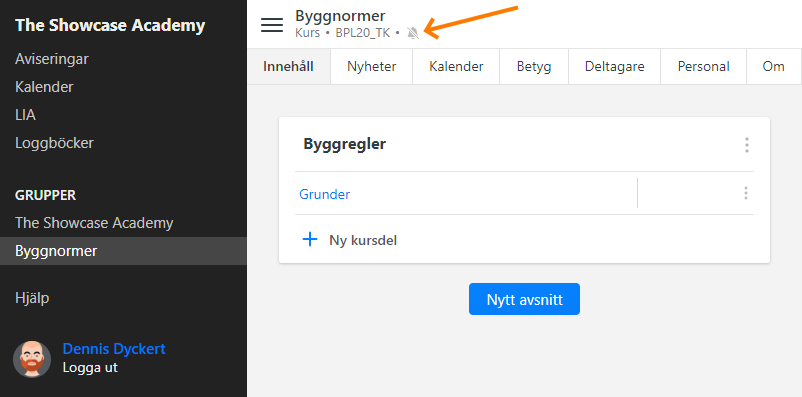 The Showcase Academy
Aviseringar
Kalender
LIA
Loggböcker
GRUPPER
The Showcase Academy
Byggnormer
Hjälp
Dennis Dyckert
Logga ut
Byggnormer
Kurs • BPL20_TK •
Innehåll Nyheter Kalender Betyg Deltagare Personal Om
Byggregler
Grunder
+ Ny kursdel
Nytt avsnitt